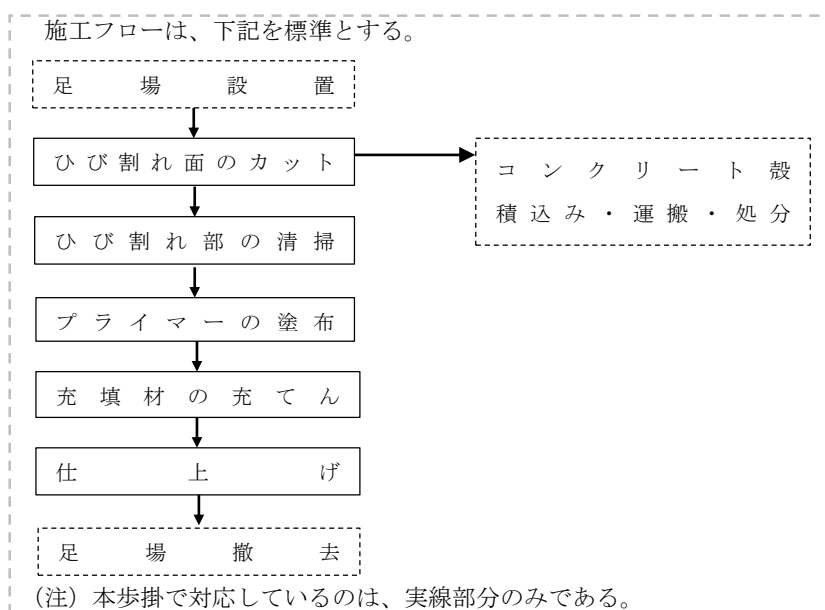 施工フローは、下記を標準とする。
足場設置
ひび割れ面のカット
コンクリート殻
積込み・運搬・処分
ひび割れ部の清掃
プライマーの塗布
充填材の充てん
仕上げ
足場撤去
（注）本歩掛で対応しているのは、実線部分のみである。